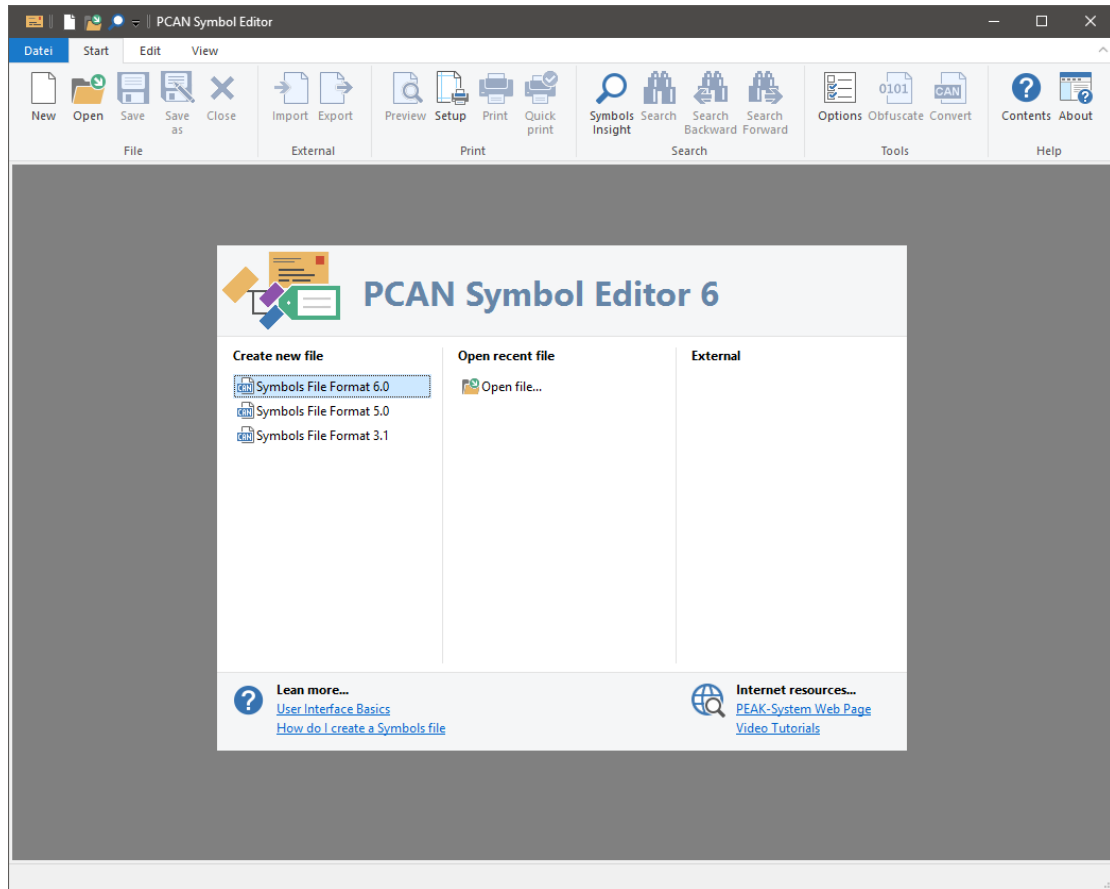 PCAN Symbol Editor
Datei Start Edit View
New Open Save Save as Close Import Export Preview Setup Print Quick print Symbols Insight Search Search Backward Search Forward Options 0101 Obfuscate CAN Convert Contents About
File External Print Search Tools Help
PCAN Symbol Editor 6
Create new file
CAN Symbols File Format 6.0
CAN Symbols File Format 5.0
CAN Symbols File Format 3.1
Open recent file
Open file...
External
Lean more...
User Interface Basics
How do I create a Symbols file
Internet resources...
PEAK-System Web Page
Video Tutorials